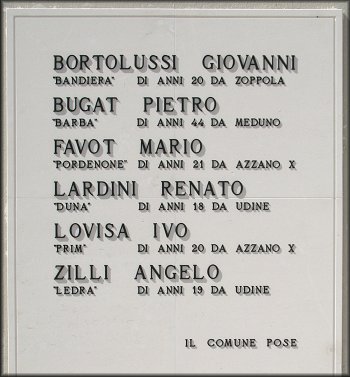 BORTOLUSSI GIOVANNI
"BANDIERA" DI ANNI 20 DA ZOPPOLA
BUGAT PIETRO
"BARBA" DI ANNI 44 DA MEDUNO
FAVOT MARIO
"PORDENONE" DI ANNI 21 DA AZZANO X
LARDINI RENATO
"DUNA" DI ANNI 18 DA UDINE
LOVISA IVO
"PRIM" DI ANNI 20 DA AZZANO X
ZILLI ANGELO
"LEDRA" DI ANNI 19 DA UDINE
IL COMUNE POSE